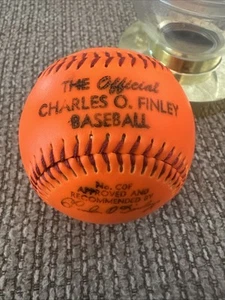 THE Official
CHARLES O. FINLEY
BASEBALL
No. COF
APPROVED AND
RECOMMENDED BY